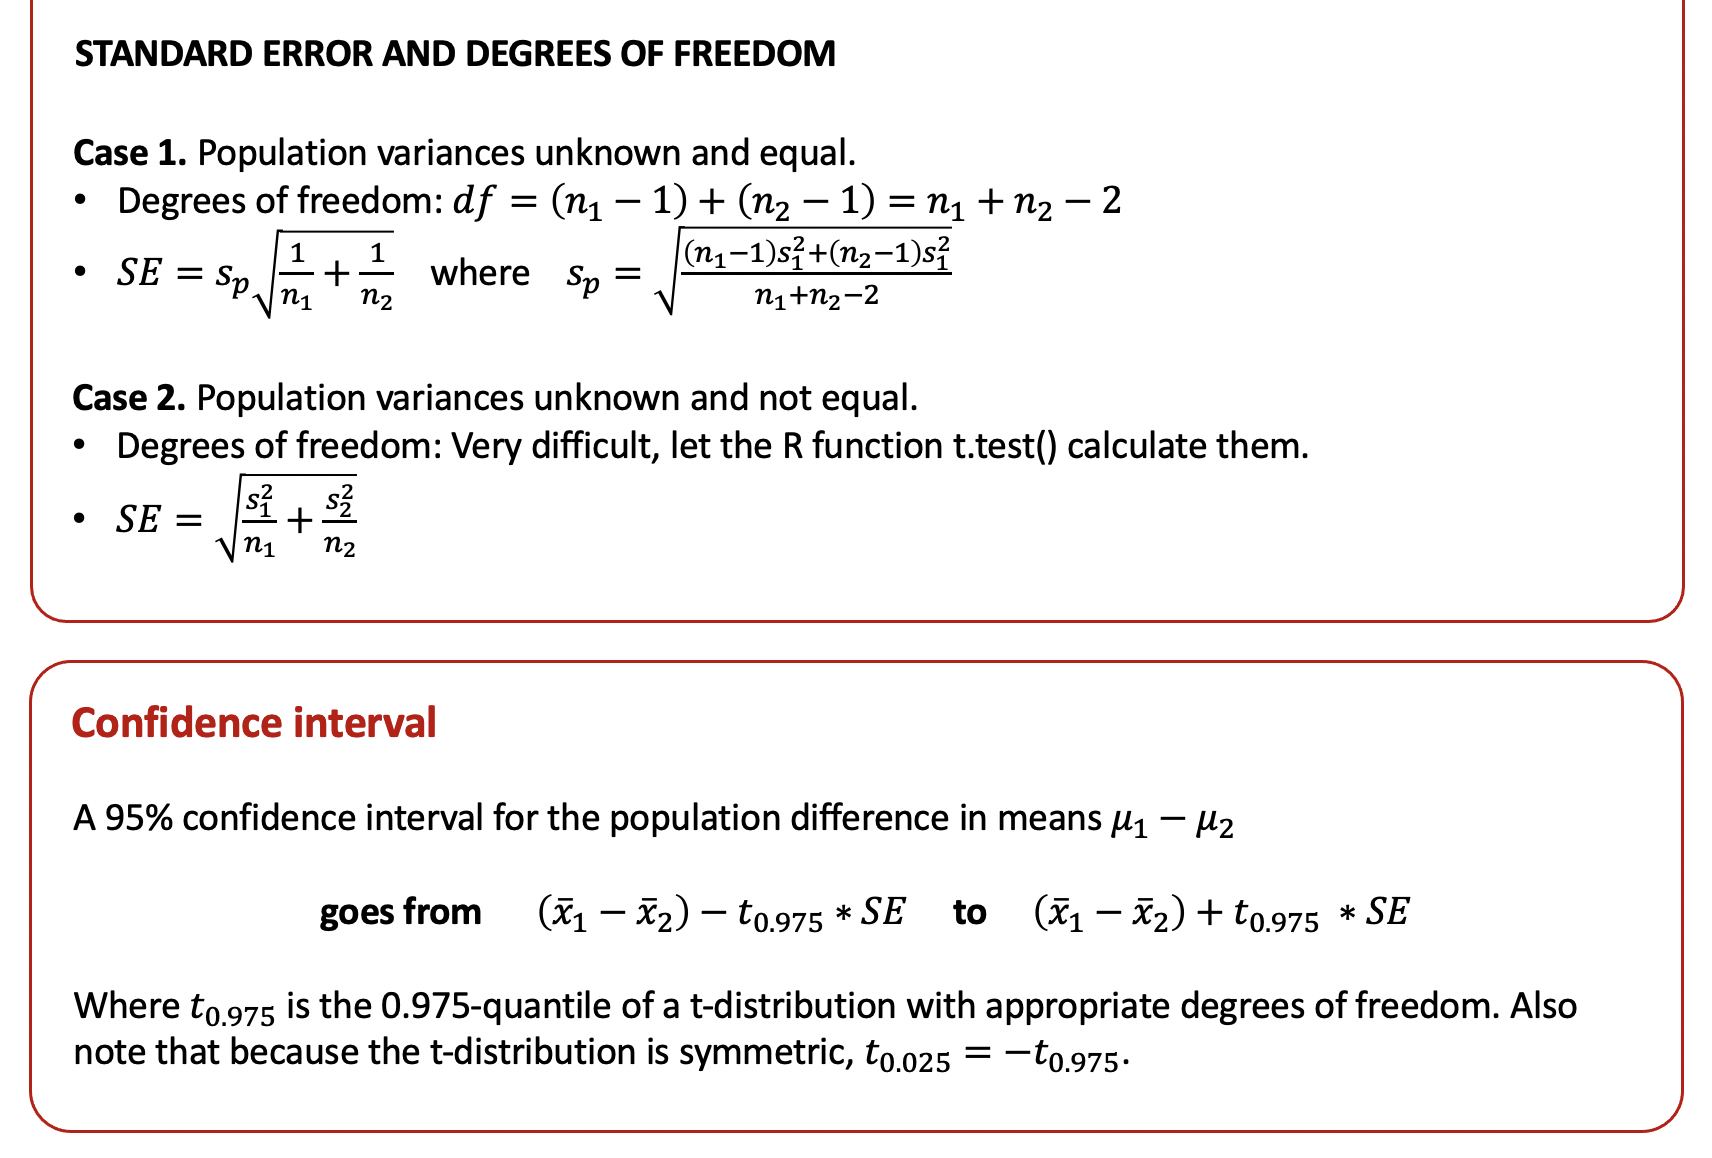 STANDARD ERROR AND DEGREES OF FREEDOM
Case 1. Population variances unknown and equal.
• Degrees of freedom: df = (n₁ − 1) + (n₂ − 1) = n₁ + n₂ − 2
• SE = sₚ√(1/n₁ + 1/n₂) where sₚ = √(((n₁−1)s₁²+(n₂−1)s₁²)/(n₁+n₂−2))
Case 2. Population variances unknown and not equal.
• Degrees of freedom: Very difficult, let the R function t.test() calculate them.
• SE = √(s₁²/n₁ + s₂²/n₂)
Confidence interval
A 95% confidence interval for the population difference in means μ₁ − μ₂
goes from (x̄₁ − x̄₂) − t₀.₉₇₅ ∗ SE to (x̄₁ − x̄₂) + t₀.₉₇₅ ∗ SE
Where t₀.₉₇₅ is the 0.975-quantile of a t-distribution with appropriate degrees of freedom. Also
note that because the t-distribution is symmetric, t₀.₀₂₅ = −t₀.₉₇₅.